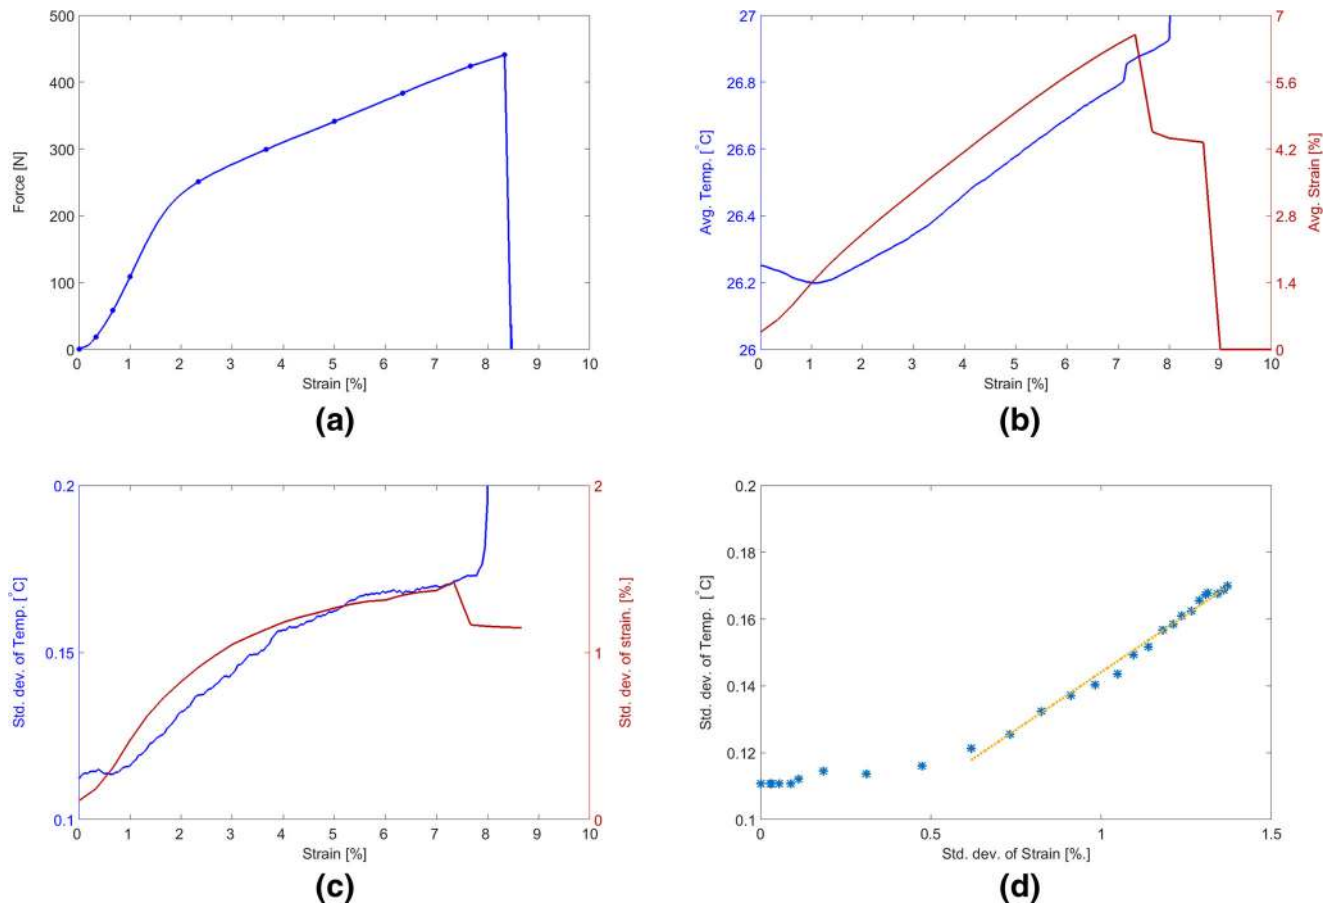 500
400
300
200
100
0
Force [N]
0 1 2 3 4 5 6 7 8 9 10
Strain [%]
(a)
27
26.8
26.6
26.4
26.2
26
Avg. Temp. [°C]
7
5.6
4.2
2.8
1.4
0
Avg. Strain [%]
0 1 2 3 4 5 6 7 8 9 10
Strain [%]
(b)
0.2
0.15
0.1
Std. dev. of Temp. [°C]
2
1
0
Std. dev. of strain. [%.]
0 1 2 3 4 5 6 7 8 9 10
Strain [%]
(c)
0.2
0.18
0.16
0.14
0.12
0.1
Std. dev. of Temp. [°C]
0 0.5 1 1.5
Std. dev. of Strain [%.]
(d)